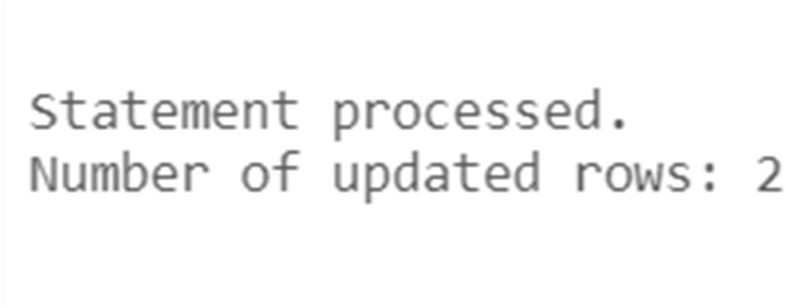 Statement processed.
Number of updated rows: 2